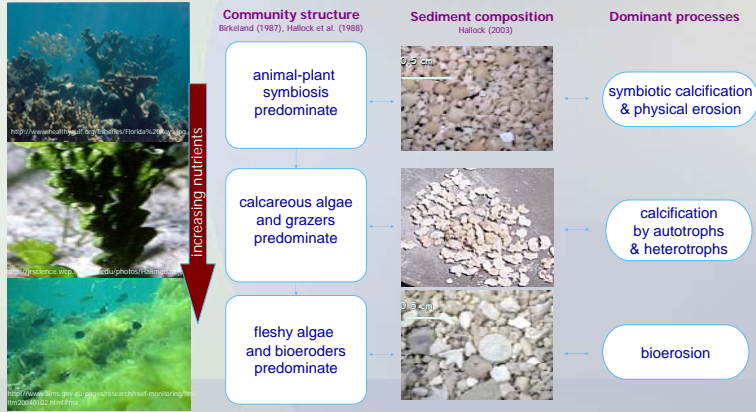 Community structure
Birkeland (1987), Hallock et al. (1988)
Sediment composition
Hallock (2003)
Dominant processes
increasing nutrients
animal-plant
symbiosis
predominate
0.5 cm
symbiotic calcification
& physical erosion
calcareous algae
and grazers
predominate
calcification
by autotrophs
& heterotrophs
fleshy algae
and bioeroders
predominate
0.5 cm
bioerosion